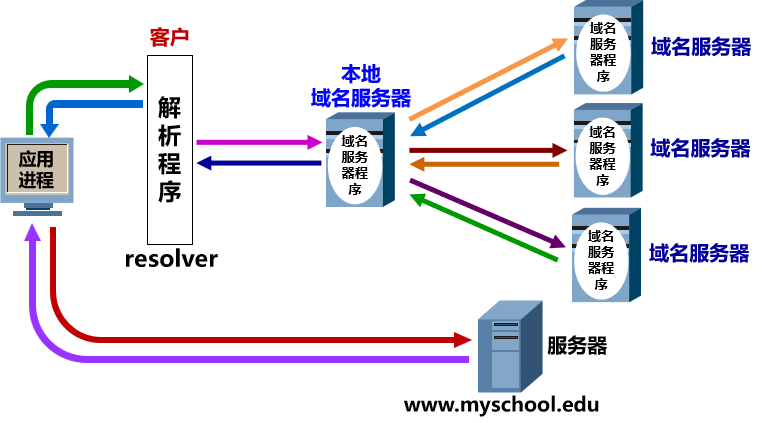 客户
解析程序
resolver
应用
进程
本地
域名服务器
域名
服务
器程
序
域名
服务
器程
序
域名服务器
域名
服务
器程
序
域名服务器
域名
服务
器程
序
域名服务器
服务器
www.myschool.edu